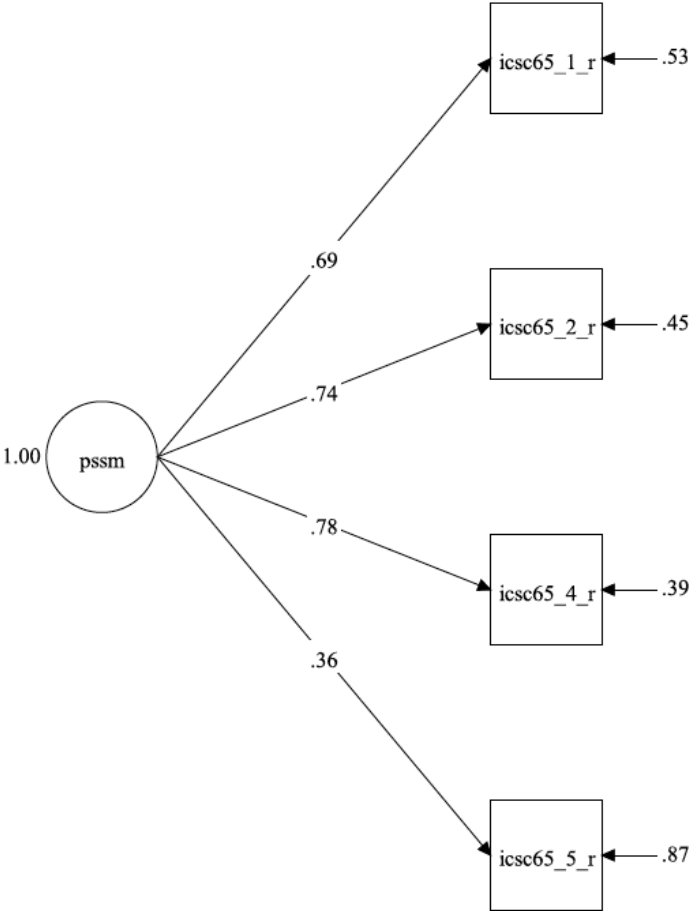 icsc65_1_r
.53
.69
icsc65_2_r
.45
.74
1.00
pssm
.78
icsc65_4_r
.39
.36
icsc65_5_r
.87